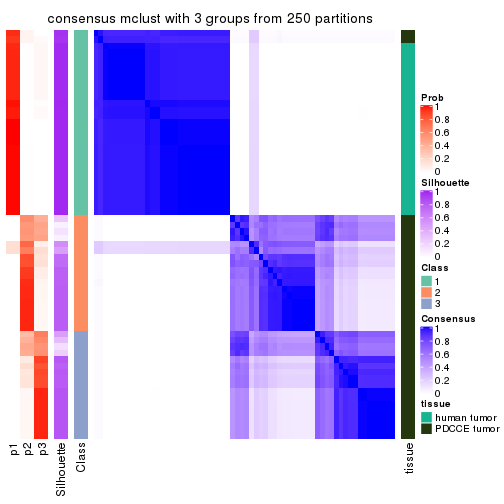 consensus mclust with 3 groups from 250 partitions
Prob
1
0.8
0.6
0.4
0.2
0
Silhouette
1
0.8
0.6
0.4
0.2
0
Class
1
2
3
Consensus
1
0.8
0.6
0.4
0.2
0
tissue
human tumor
PDCCE tumor
p1
p2
p3
Silhouette
Class
tissue